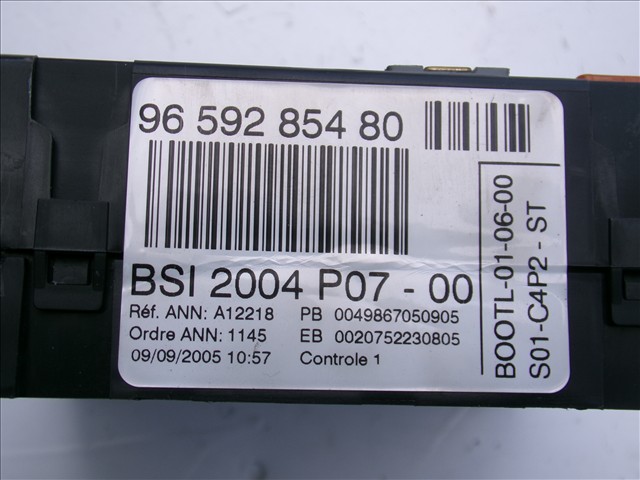 96 592 854 80
BSI 2004 P07 - 00
Réf. ANN: A12218 PB 0049867050905
Ordre ANN: 1145 EB 0020752230805
09/09/2005 10:57 Controle 1
BOOTL-01-06-00
S01-C4P2 - ST